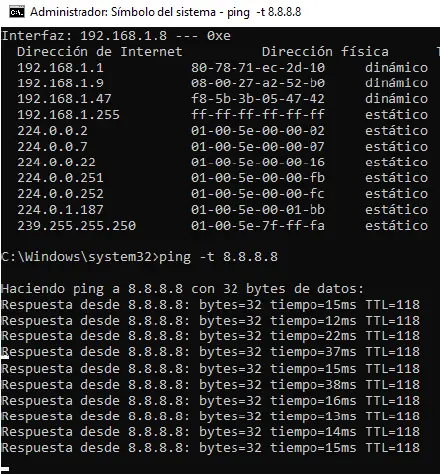 Administrador: Símbolo del sistema - ping  -t 8.8.8.8
Interfaz: 192.168.1.8 --- 0xe
  Dirección de Internet          Dirección física
  192.168.1.1           80-78-71-ec-2d-10     dinámico
  192.168.1.9           08-00-27-a2-52-b0     dinámico
  192.168.1.47          f8-5b-3b-05-47-42     dinámico
  192.168.1.255         ff-ff-ff-ff-ff-ff     estático
  224.0.0.2             01-00-5e-00-00-02     estático
  224.0.0.7             01-00-5e-00-00-07     estático
  224.0.0.22            01-00-5e-00-00-16     estático
  224.0.0.251           01-00-5e-00-00-fb     estático
  224.0.0.252           01-00-5e-00-00-fc     estático
  224.0.1.187           01-00-5e-00-01-bb     estático
  239.255.255.250       01-00-5e-7f-ff-fa     estático
C:\Windows\system32>ping -t 8.8.8.8
Haciendo ping a 8.8.8.8 con 32 bytes de datos:
Respuesta desde 8.8.8.8: bytes=32 tiempo=15ms TTL=118
Respuesta desde 8.8.8.8: bytes=32 tiempo=12ms TTL=118
Respuesta desde 8.8.8.8: bytes=32 tiempo=22ms TTL=118
Respuesta desde 8.8.8.8: bytes=32 tiempo=37ms TTL=118
Respuesta desde 8.8.8.8: bytes=32 tiempo=15ms TTL=118
Respuesta desde 8.8.8.8: bytes=32 tiempo=38ms TTL=118
Respuesta desde 8.8.8.8: bytes=32 tiempo=16ms TTL=118
Respuesta desde 8.8.8.8: bytes=32 tiempo=13ms TTL=118
Respuesta desde 8.8.8.8: bytes=32 tiempo=14ms TTL=118
Respuesta desde 8.8.8.8: bytes=32 tiempo=15ms TTL=118